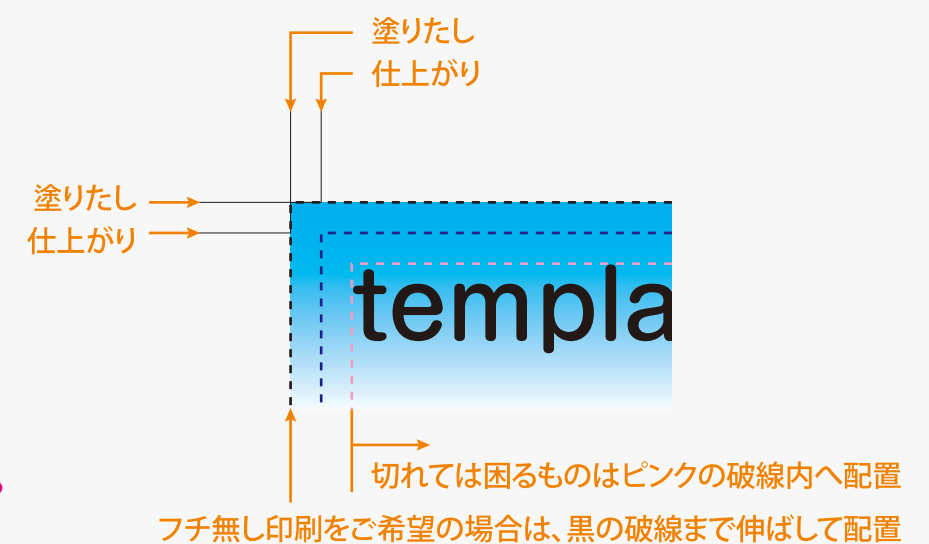 塗りたし
仕上がり
塗りたし
仕上がり
templa
切れては困るものはピンクの破線内へ配置
フチ無し印刷をご希望の場合は、黒の破線まで伸ばして配置